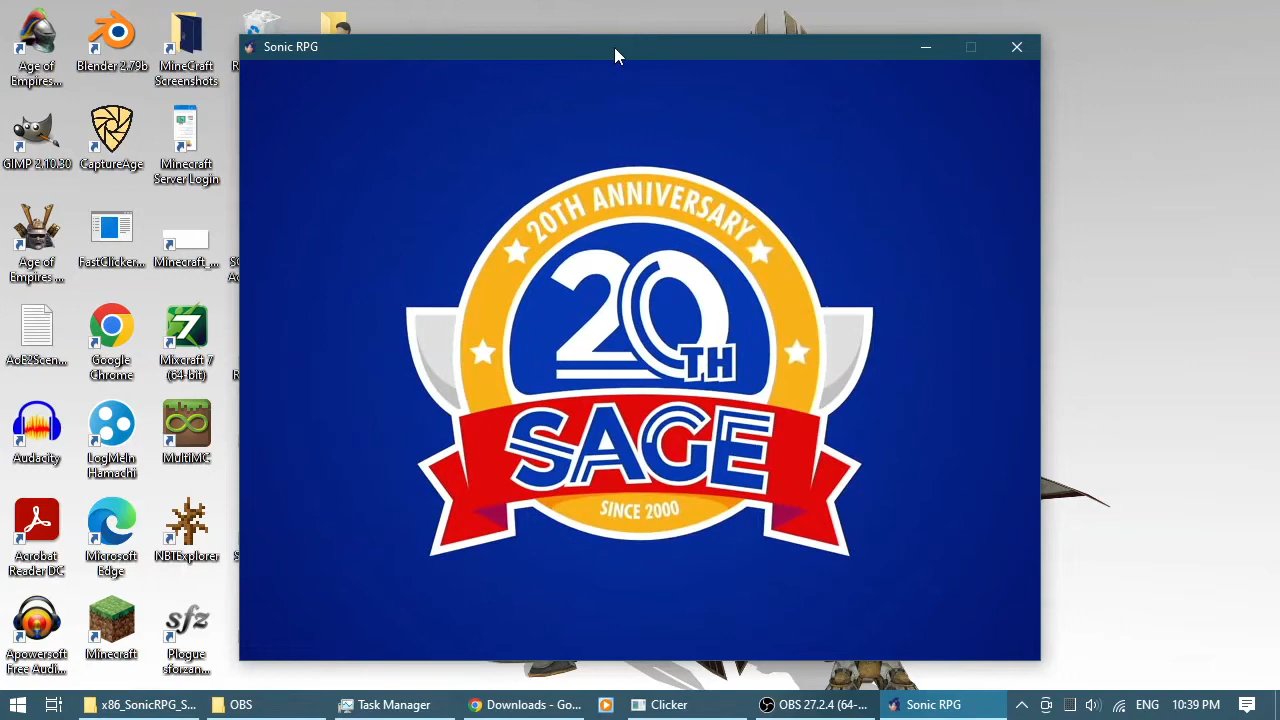 Sonic RPG
20TH ANNIVERSARY
20TH
SAGE
SINCE 2000
Age of
Empires...
Blender 2.79b
MineCraft
Screenshots
GIMP 2.10.30
CaptureAge
Minecraft
Server Login
Age of
Empires ...
FastClicker...
Minecraft_...
AoE2Scen...
Google
Chrome
Mixcraft 7
(64-bit)
Audacity
LogMeIn
Hamachi
MultiMC
Acrobat
Reader DC
Microsoft
Edge
NBTExplorer
Apowersoft
Free Audi...
Minecraft
sfz
Plogue
sforzan...
x86_SonicRPG_S...
OBS
Task Manager
Downloads - Go...
Clicker
OBS 27.2.4 (64-...
Sonic RPG
ENG
10:39 PM